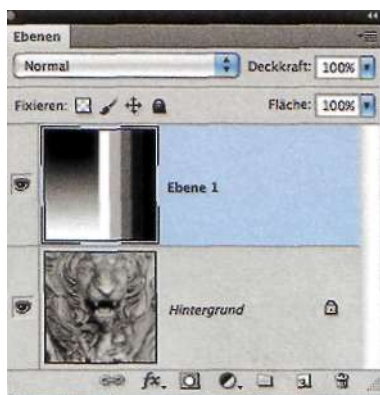 Ebenen
Normal Deckkraft: 100%
Fixieren: Fläche: 100%
Ebene 1
Hintergrund
fx.